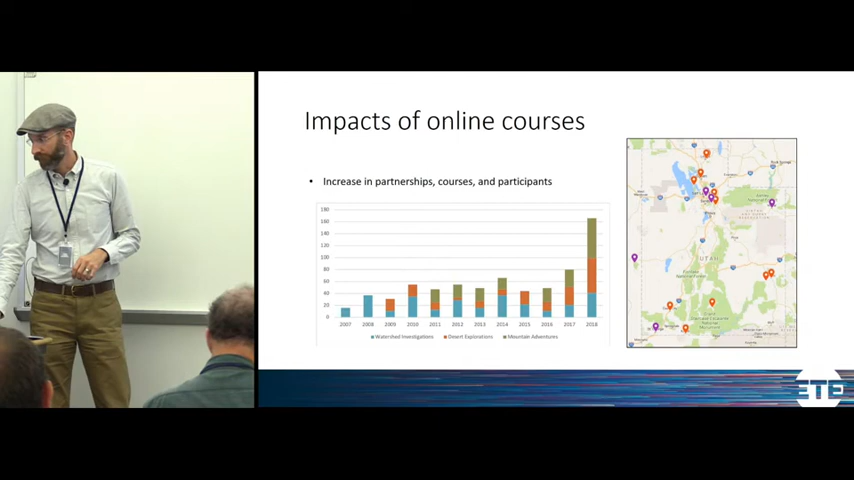 Impacts of online courses
• Increase in partnerships, courses, and participants
180
160
140
120
100
80
60
40
20
0
2007 2008 2009 2010 2011 2012 2013 2014 2015 2016 2017 2018
Watershed Investigations Desert Explorations Mountain Adventures
UTAH
ETE